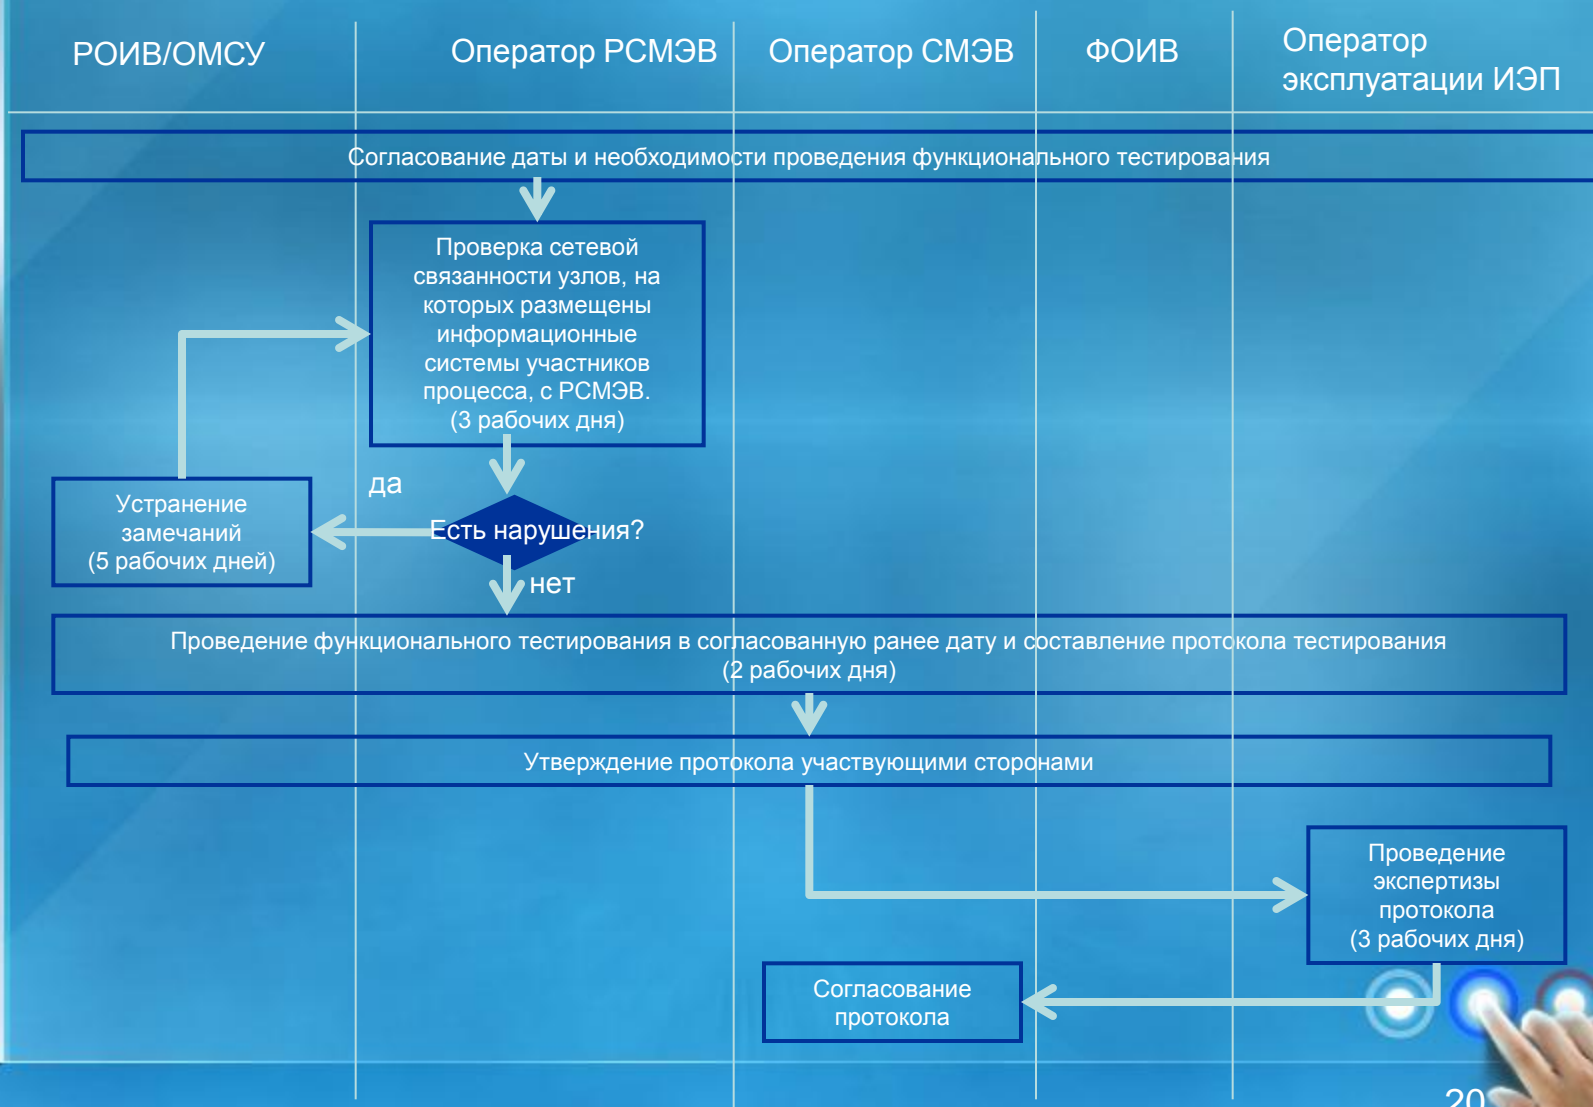 РОИВ/ОМСУ
Оператор РСМЭВ
Оператор СМЭВ
ФОИВ
Оператор
эксплуатации ИЭП
Согласование даты и необходимости проведения функционального тестирования
Проверка сетевой
связанности узлов, на
которых размещены
информационные
системы участников
процесса, с РСМЭВ.
(3 рабочих дня)
да
Устранение
замечаний
(5 рабочих дней)
Есть нарушения?
нет
Проведение функционального тестирования в согласованную ранее дату и составление протокола тестирования
(2 рабочих дня)
Утверждение протокола участвующими сторонами
Проведение
экспертизы
протокола
(3 рабочих дня)
Согласование
протокола
20